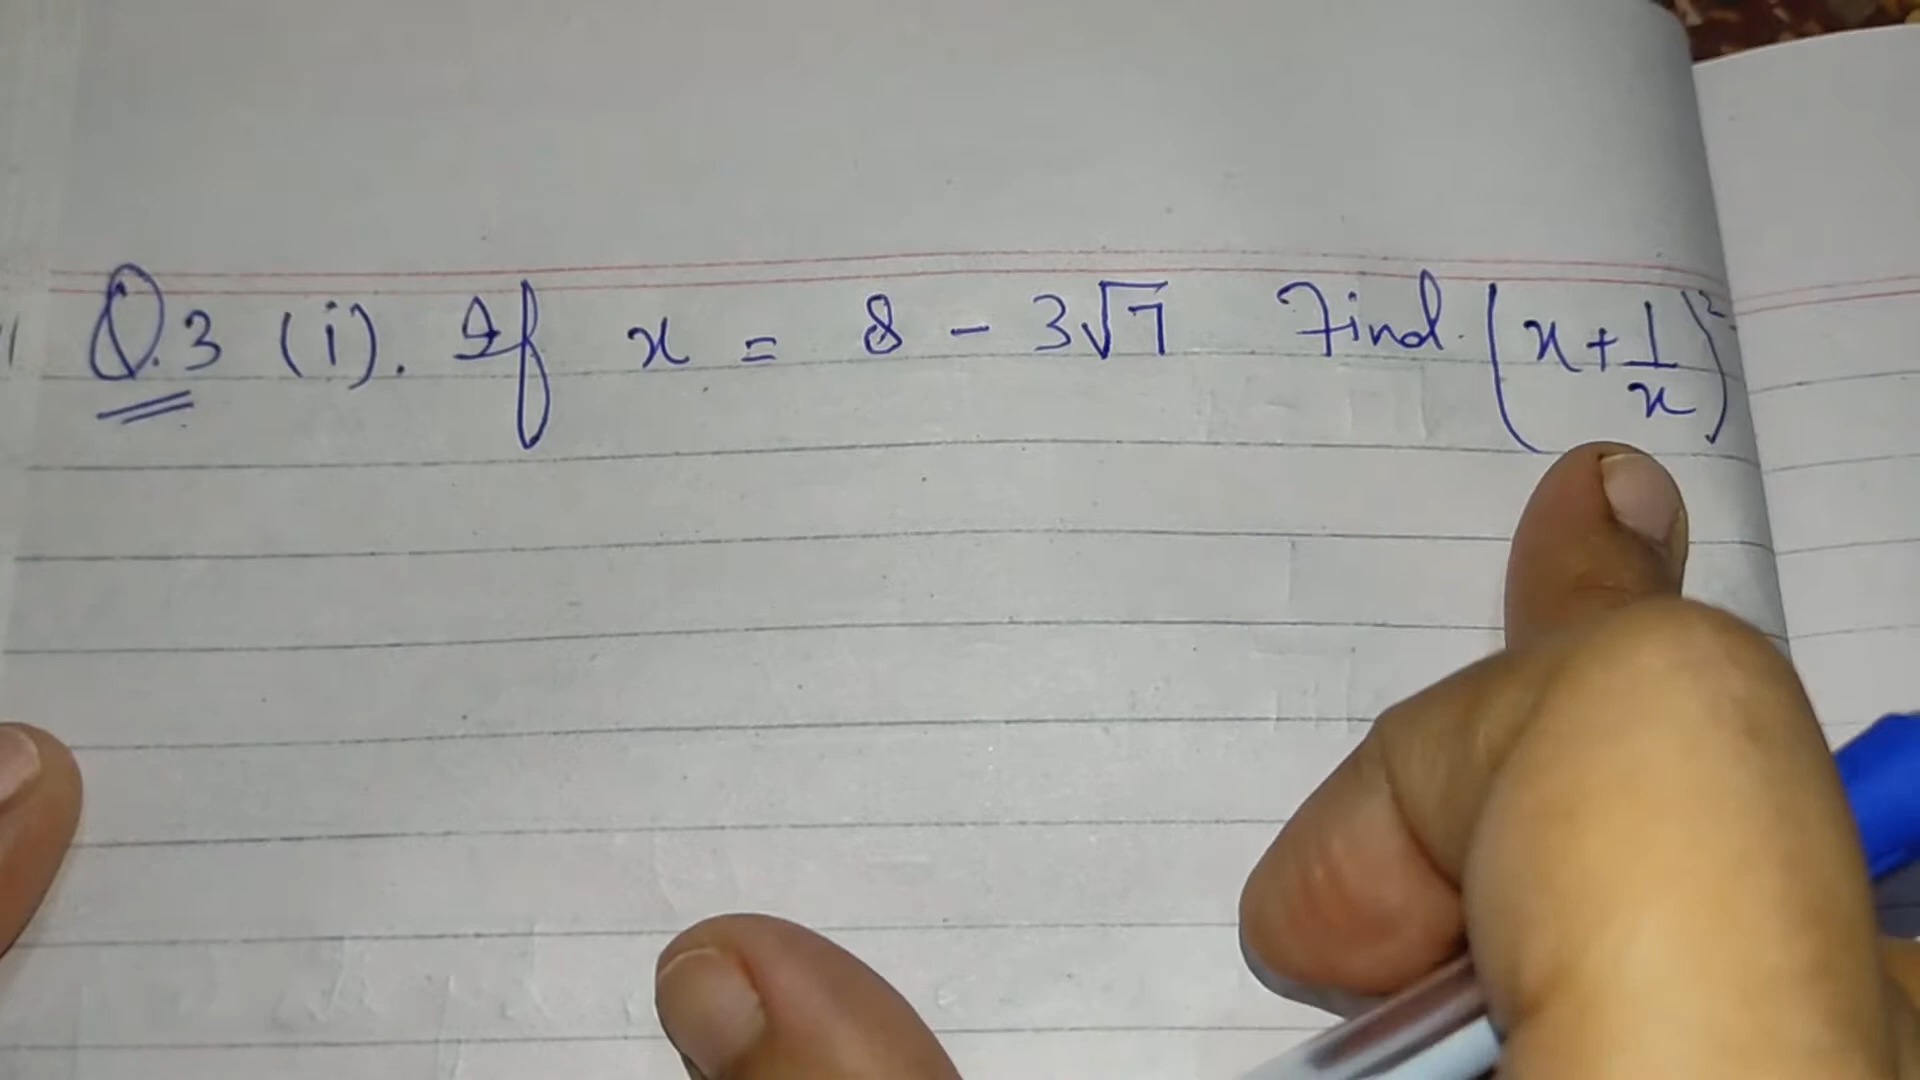 Q.3 (i). If x = 8 - 3√7 Find. (x + 1/x)²